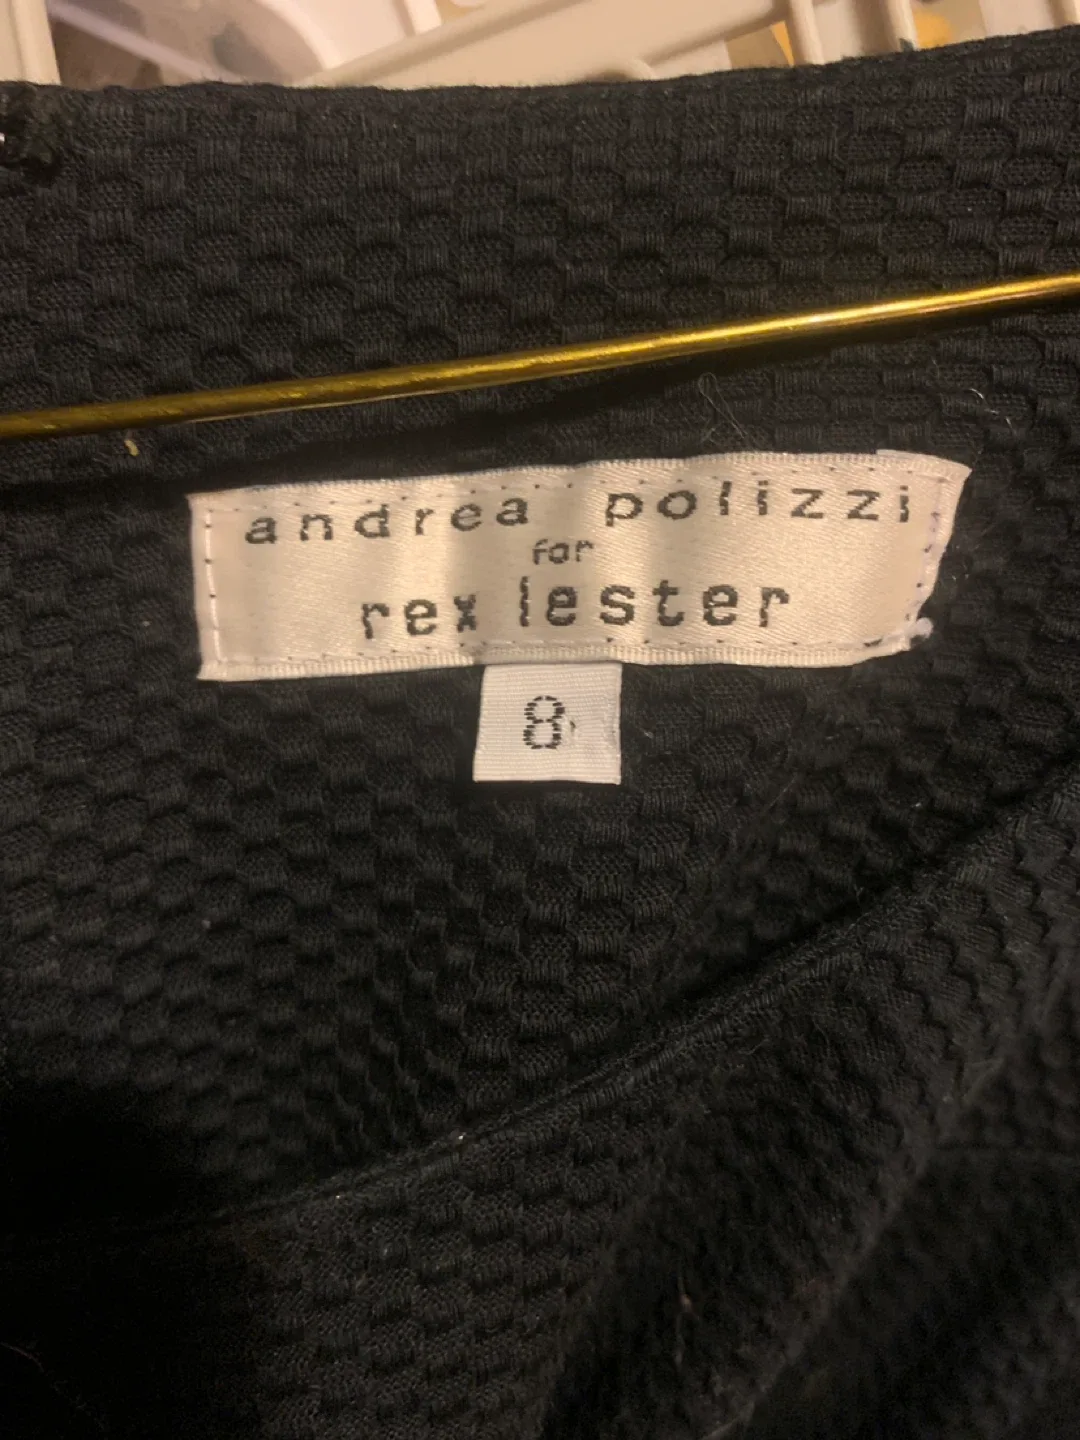 andrea polizzi
for
rex lester
8